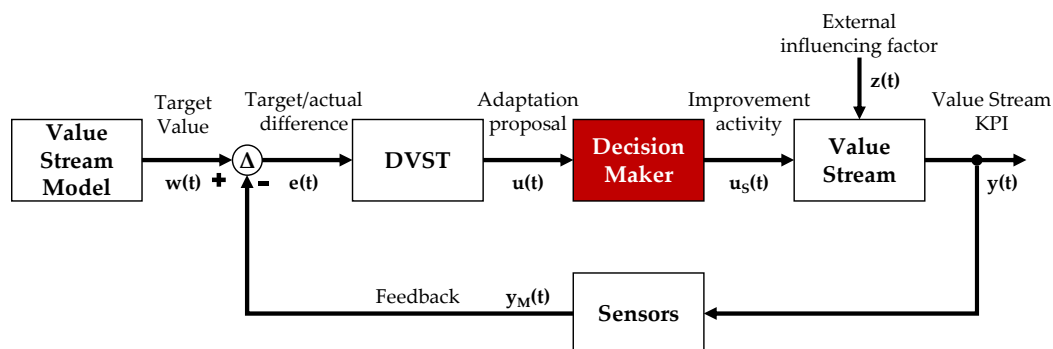 External
influencing factor
z(t)
Target
Value
Target/actual
difference
Adaptation
proposal
Improvement
activity
Value Stream
KPI
Value
Stream
Model
w(t)
+
Δ
-
e(t)
DVST
u(t)
Decision
Maker
uS(t)
Value
Stream
y(t)
Feedback
yM(t)
Sensors